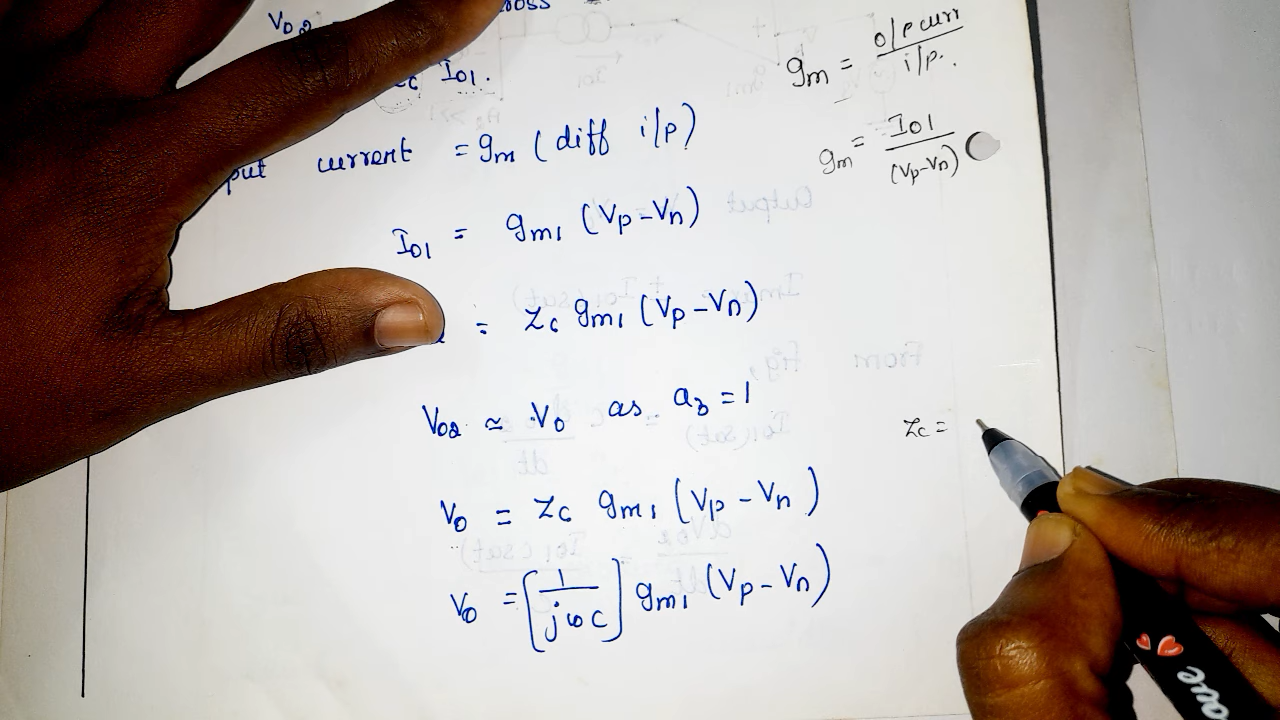 Vo2
Io1.
current = gm (diff i/p)
Io1 = gm1 (Vp-Vn)
= Zc gm1 (Vp-Vn)
Vo2 ≃ Vo as a3 = 1
Vo = Zc gm1 (Vp - Vn)
Vo = [1/jωC] gm1 (Vp - Vn)
gm = o/p curr / i/p.
gm = Io1 / (Vp-Vn)
Zc =